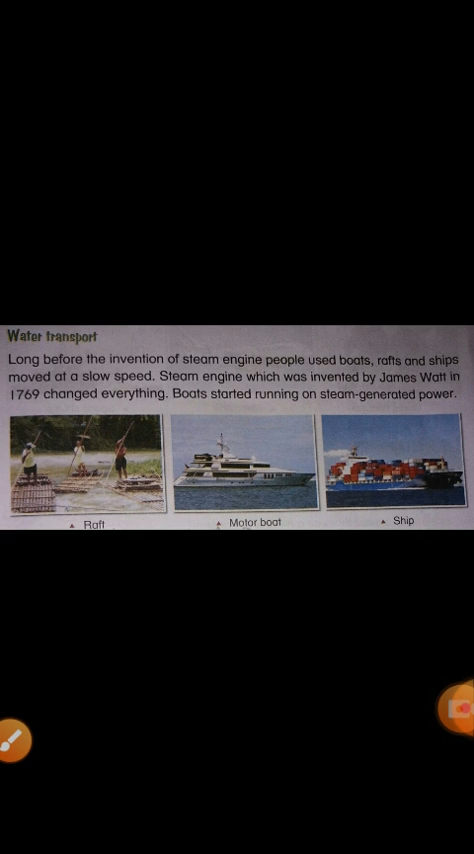 Water transport
Long before the invention of steam engine people used boats, rafts and ships
moved at a slow speed. Steam engine which was invented by James Watt in
1769 changed everything. Boats started running on steam-generated power.
▲ Raft
▲ Motor boat
▲ Ship